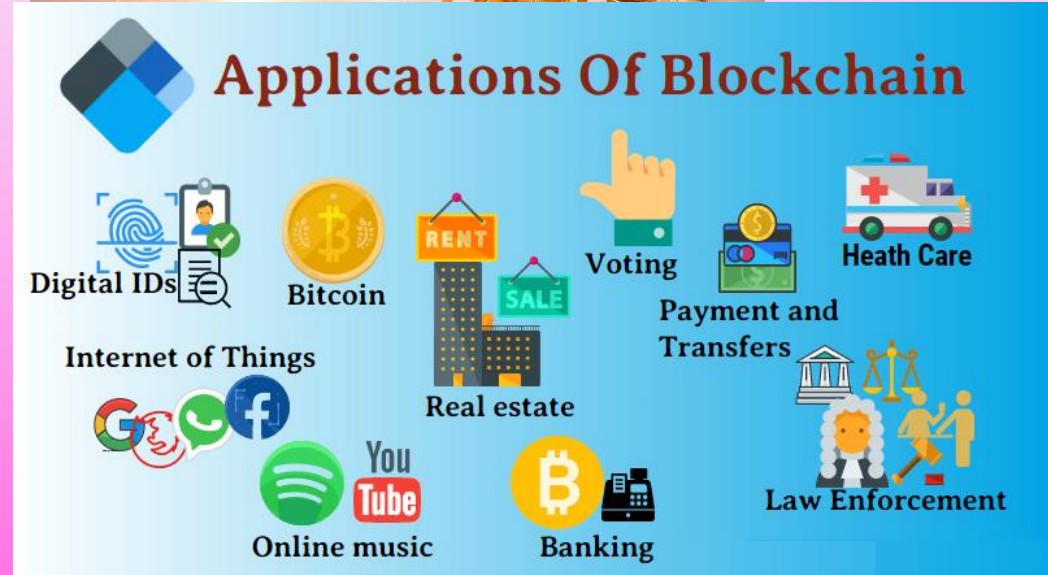 Applications Of Blockchain
Digital IDs
Bitcoin
RENT
SALE
Real estate
Voting
Payment and
Transfers
Heath Care
Internet of Things
Online music
You
Tube
Banking
Law Enforcement